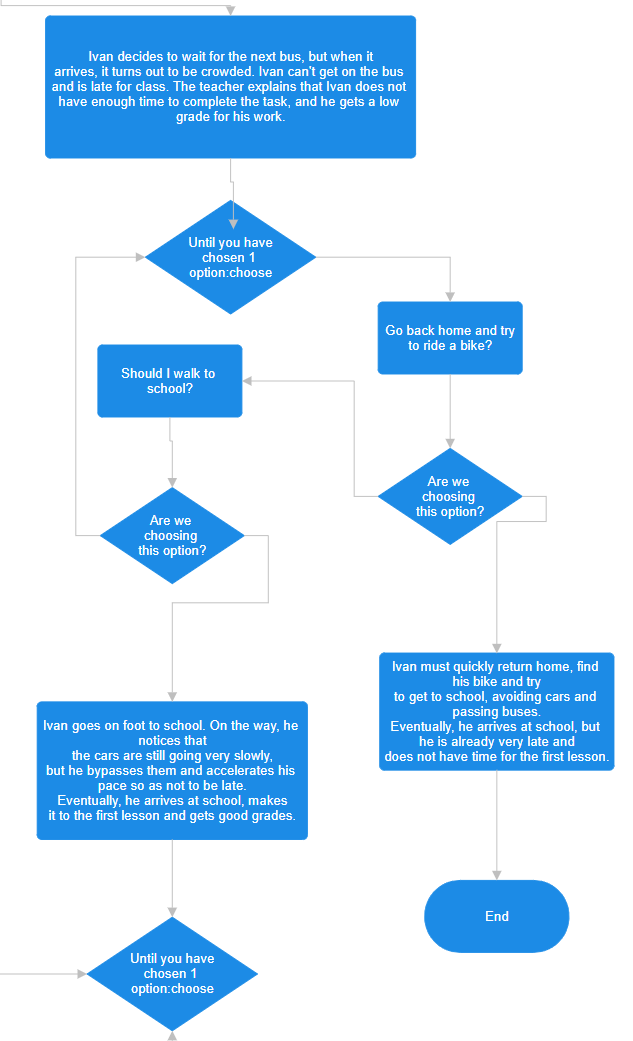 Ivan decides to wait for the next bus, but when it
arrives, it turns out to be crowded. Ivan can't get on the bus
and is late for class. The teacher explains that Ivan does not
have enough time to complete the task, and he gets a low
grade for his work.
Until you have
chosen 1
option:choose
Go back home and try
to ride a bike?
Should I walk to
school?
Are we
choosing
this option?
Are we
choosing
this option?
Ivan must quickly return home, find
his bike and try
to get to school, avoiding cars and
passing buses.
Eventually, he arrives at school, but
he is already very late and
does not have time for the first lesson.
Ivan goes on foot to school. On the way, he
notices that
the cars are still going very slowly,
but he bypasses them and accelerates his
pace so as not to be late.
Eventually, he arrives at school, makes
it to the first lesson and gets good grades.
End
Until you have
chosen 1
option:choose